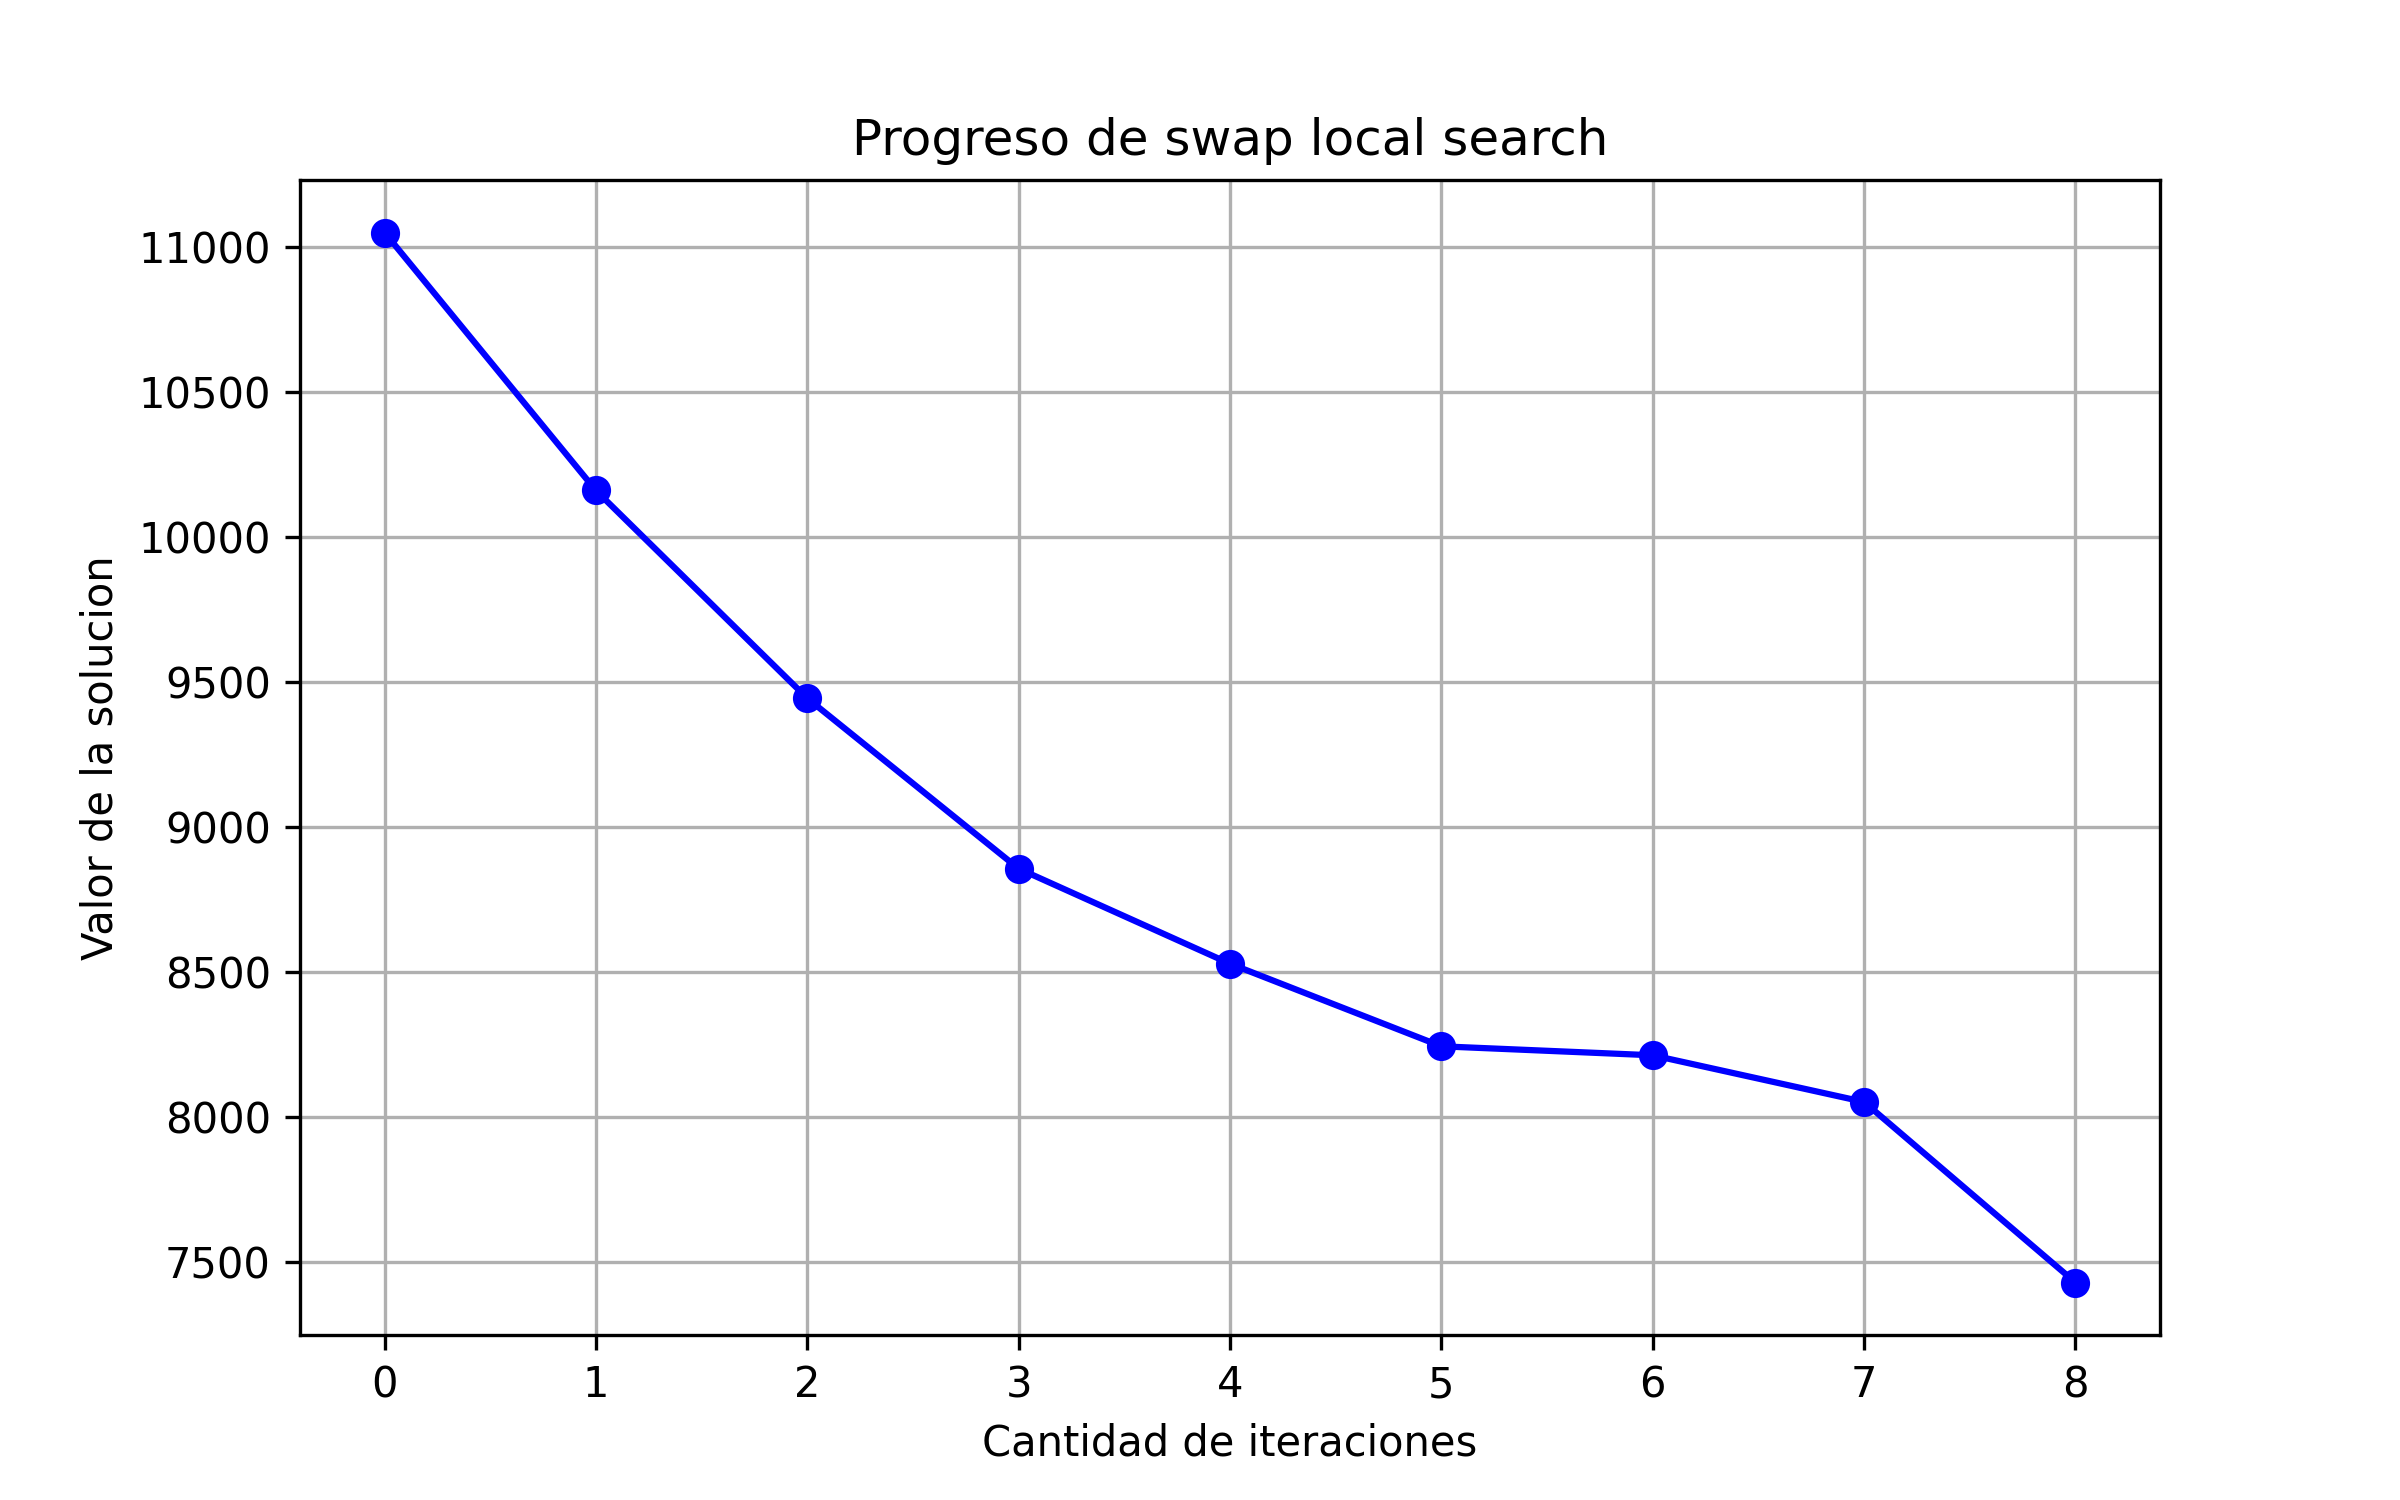 Progreso de swap local search
Valor de la solucion
11000
10500
10000
9500
9000
8500
8000
7500
0 1 2 3 4 5 6 7 8
Cantidad de iteraciones